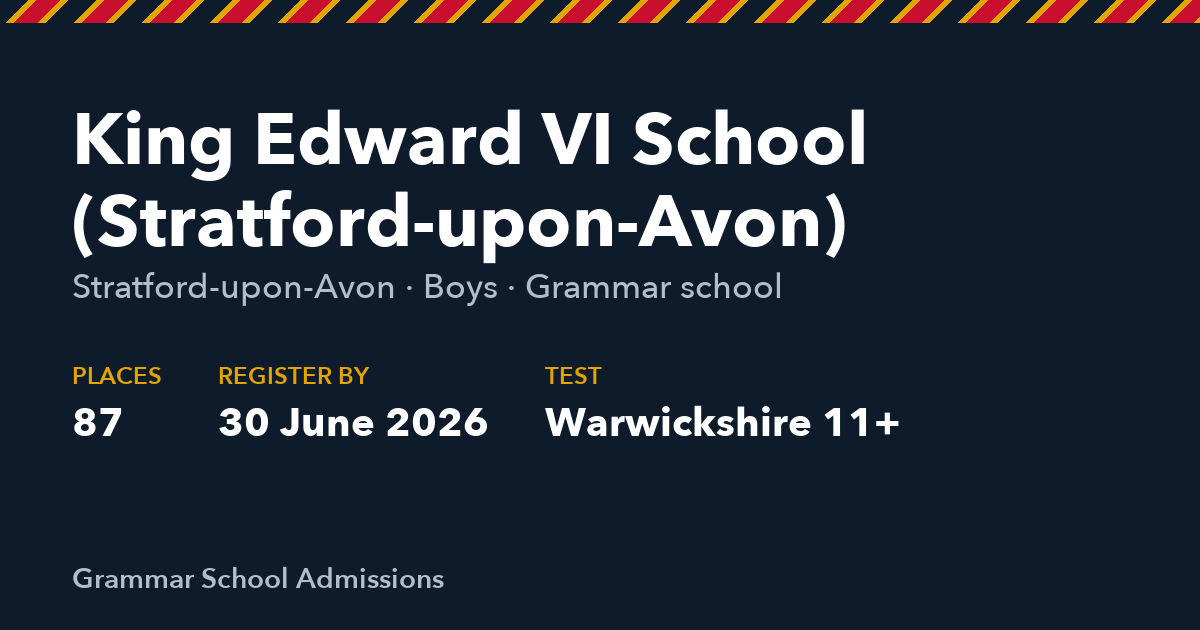 King Edward VI School
(Stratford-upon-Avon)
Stratford-upon-Avon · Boys · Grammar school
PLACES
87
REGISTER BY
30 June 2026
TEST
Warwickshire 11+
Grammar School Admissions